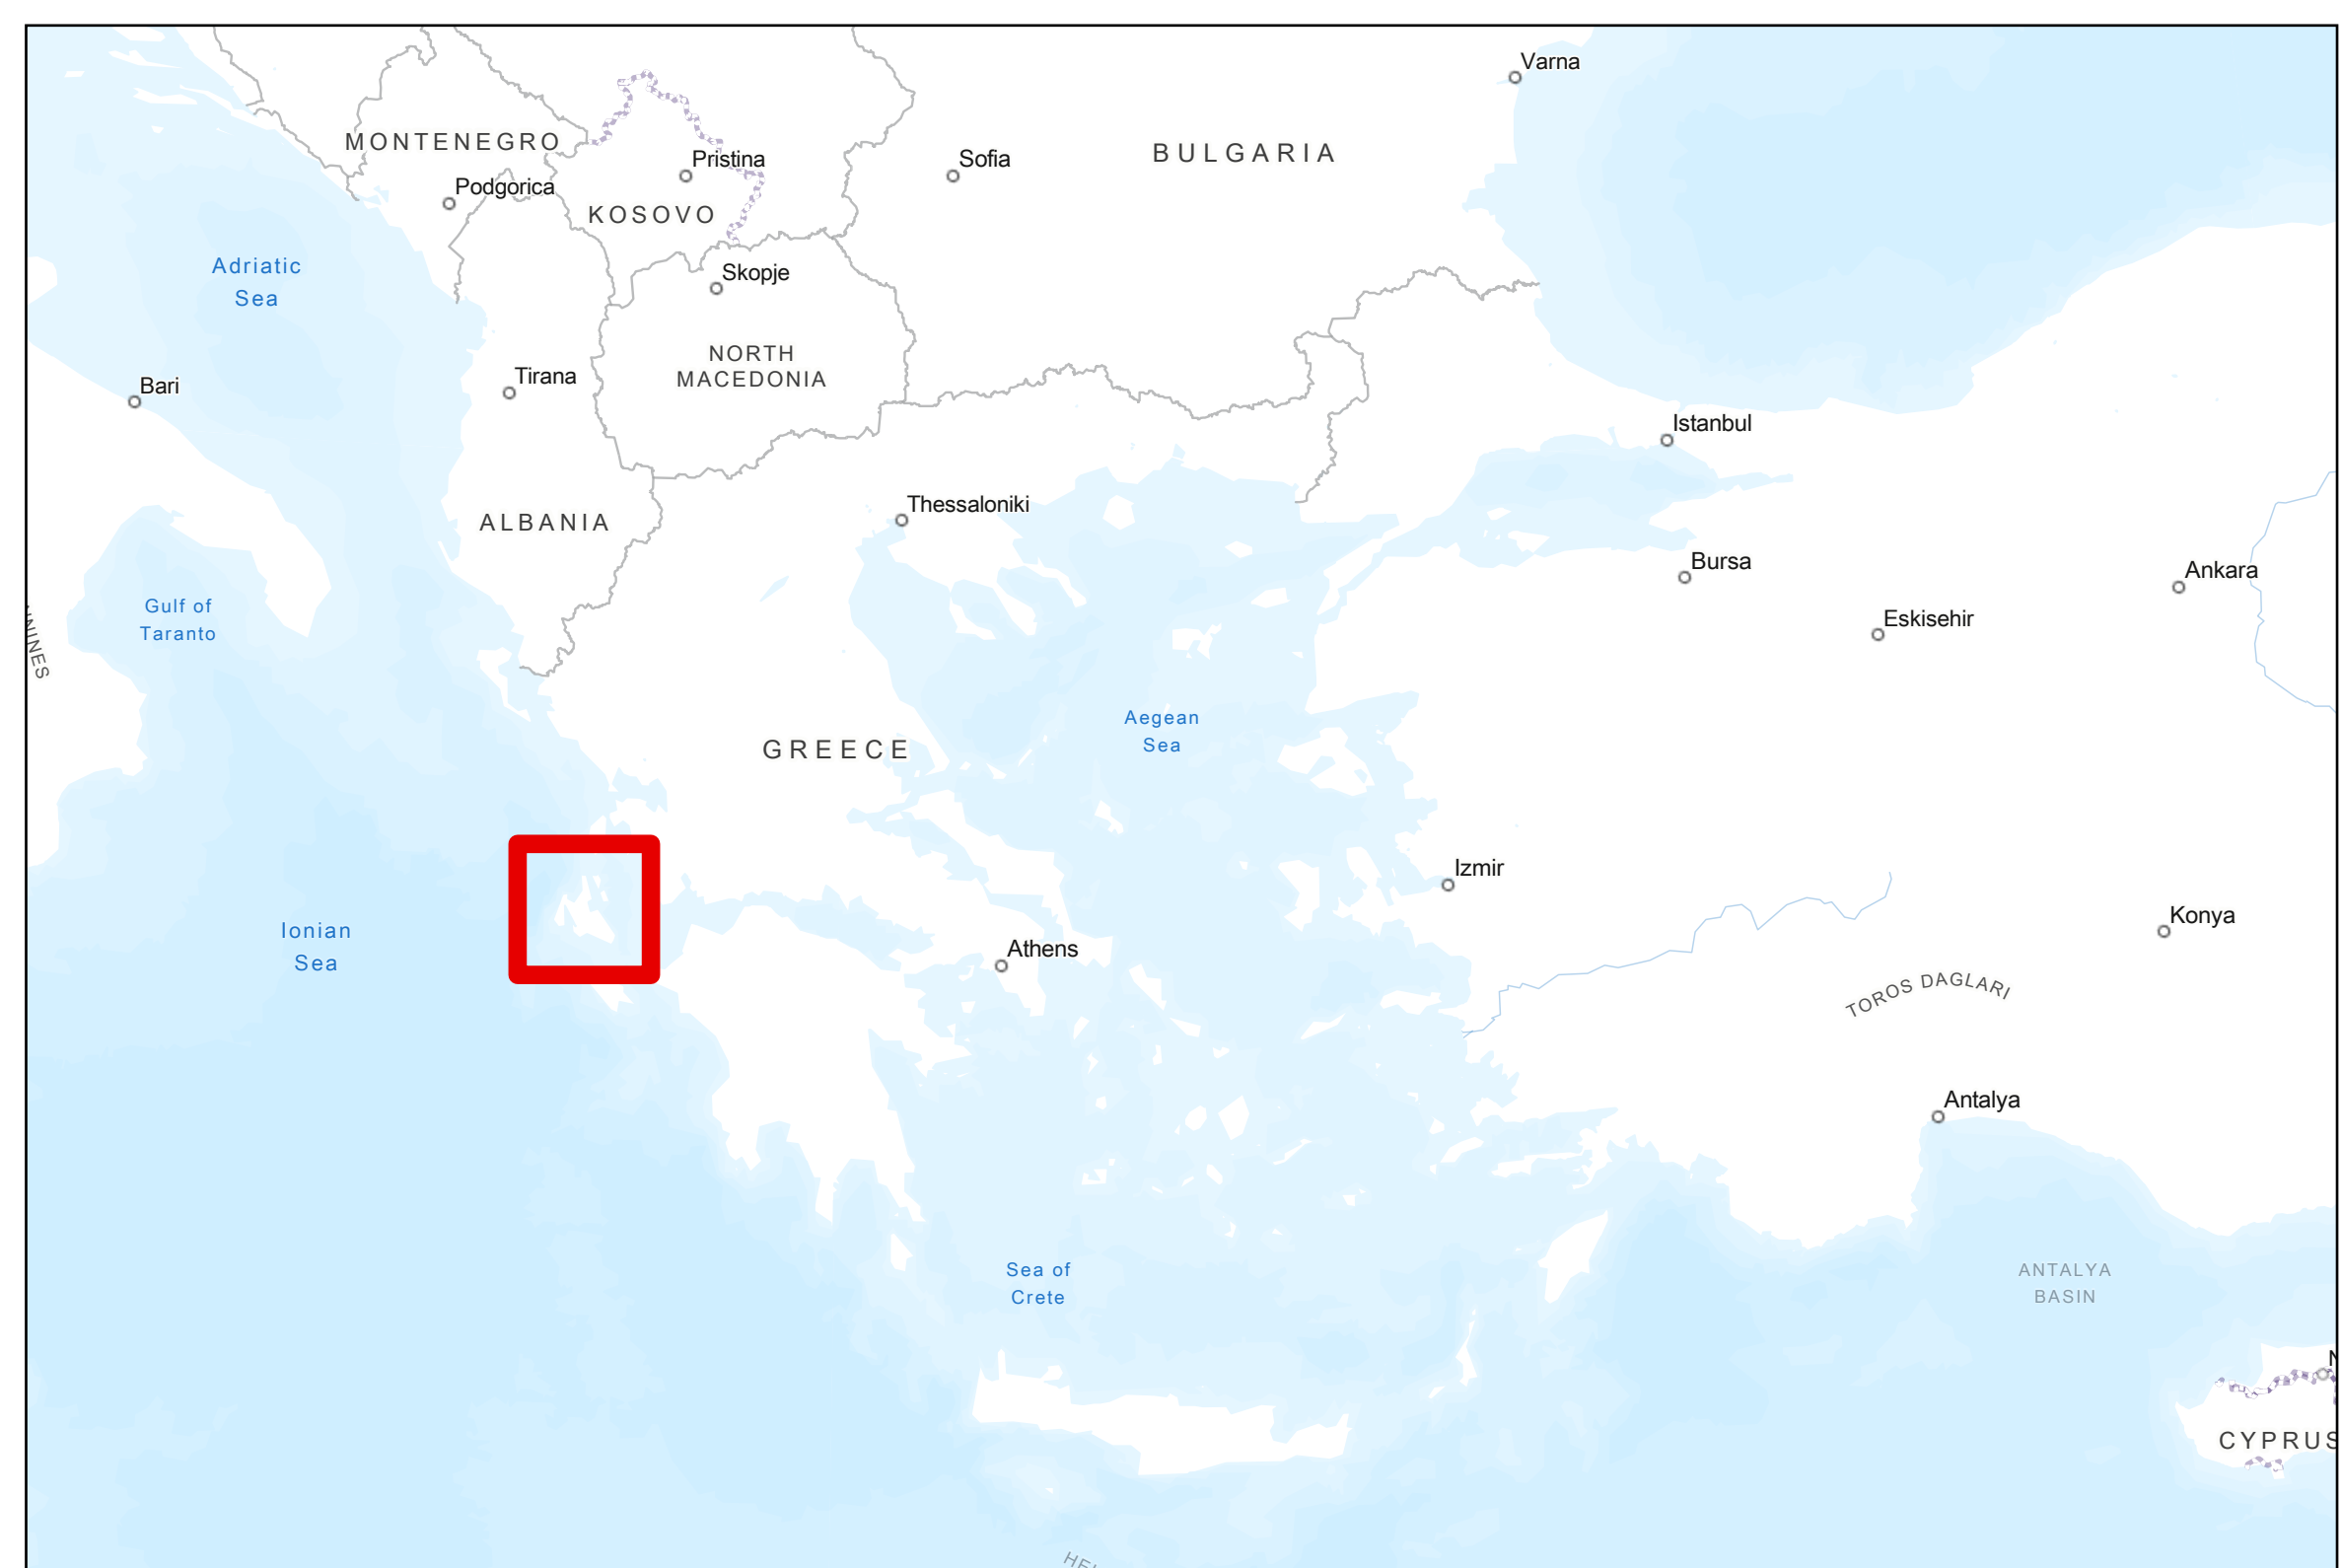 Varna
MONTENEGRO
Pristina
Sofia
BULGARIA
Podgorica
KOSOVO
Adriatic
Sea
Skopje
NORTH
MACEDONIA
Tirana
Bari
Istanbul
Thessaloniki
ALBANIA
Bursa
Ankara
Gulf of
Taranto
Eskisehir
NINES
Aegean
Sea
GREECE
Izmir
Ionian
Sea
Athens
Konya
TOROS DAGLARI
Antalya
Sea of
Crete
ANTALYA
BASIN
N
CYPRUS
HEL